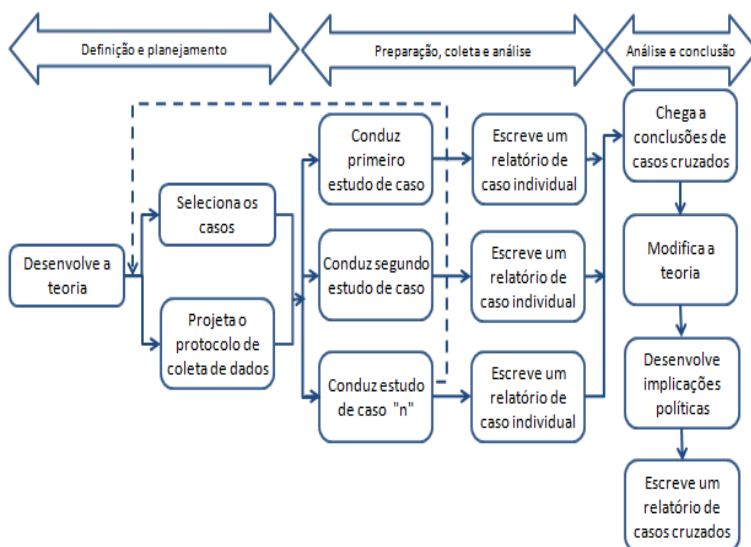 Definição e planejamento
Preparação, coleta e análise
Análise e conclusão
Desenvolve a
teoria
Seleciona os
casos
Projeta o
protocolo de
coleta de dados
Conduz
primeiro
estudo de caso
Conduz segundo
estudo de caso
Conduz estudo
de caso "n"
Escreve um
relatório de
caso individual
Escreve um
relatório de
caso individual
Escreve um
relatório de
caso individual
Chega a
conclusões de
casos cruzados
Modifica a
teoria
Desenvolve
implicações
políticas
Escreve um
relatório de
casos cruzados